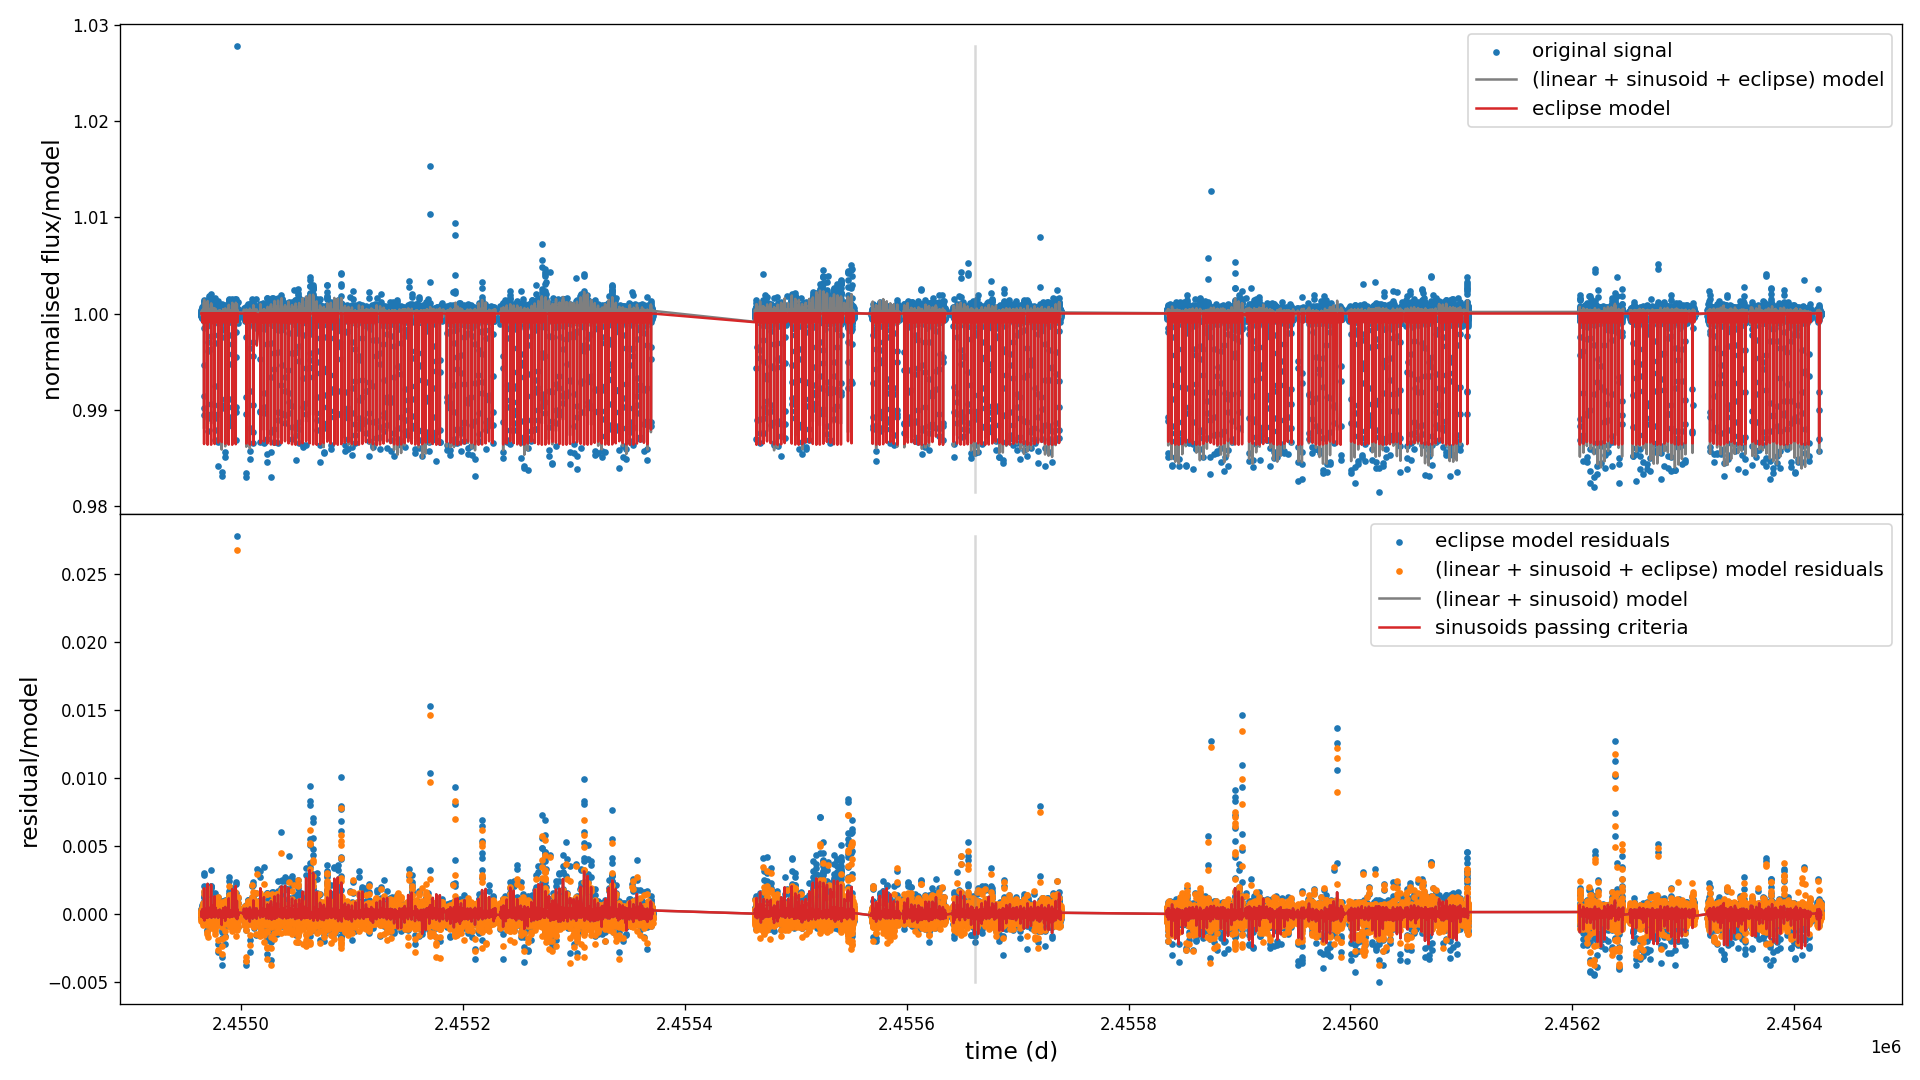 1.03
1.02
1.01
1.00
0.99
0.98
normalised flux/model
original signal
(linear + sinusoid + eclipse) model
eclipse model
0.025
0.020
0.015
0.010
0.005
0.000
−0.005
residual/model
eclipse model residuals
(linear + sinusoid + eclipse) model residuals
(linear + sinusoid) model
sinusoids passing criteria
2.4550
2.4552
2.4554
2.4556
2.4558
2.4560
2.4562
2.4564
time (d)
1e6